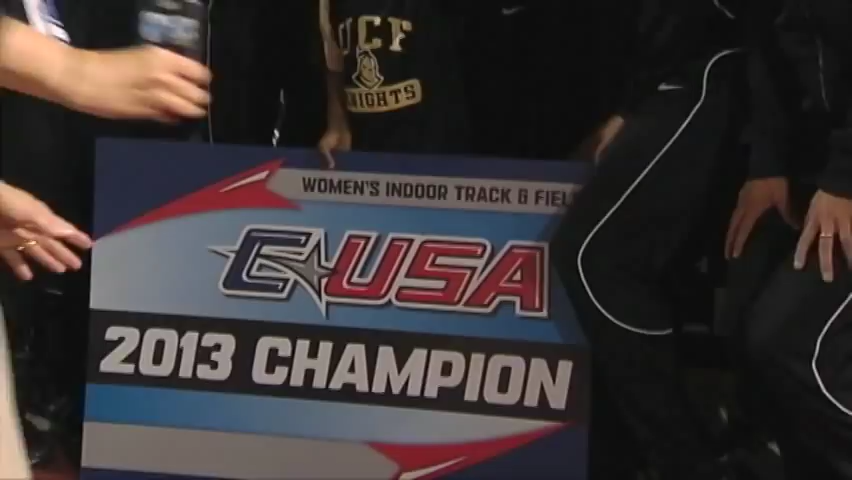 UCF
KNIGHTS
WOMEN'S INDOOR TRACK & FIEL
C USA
2013 CHAMPION